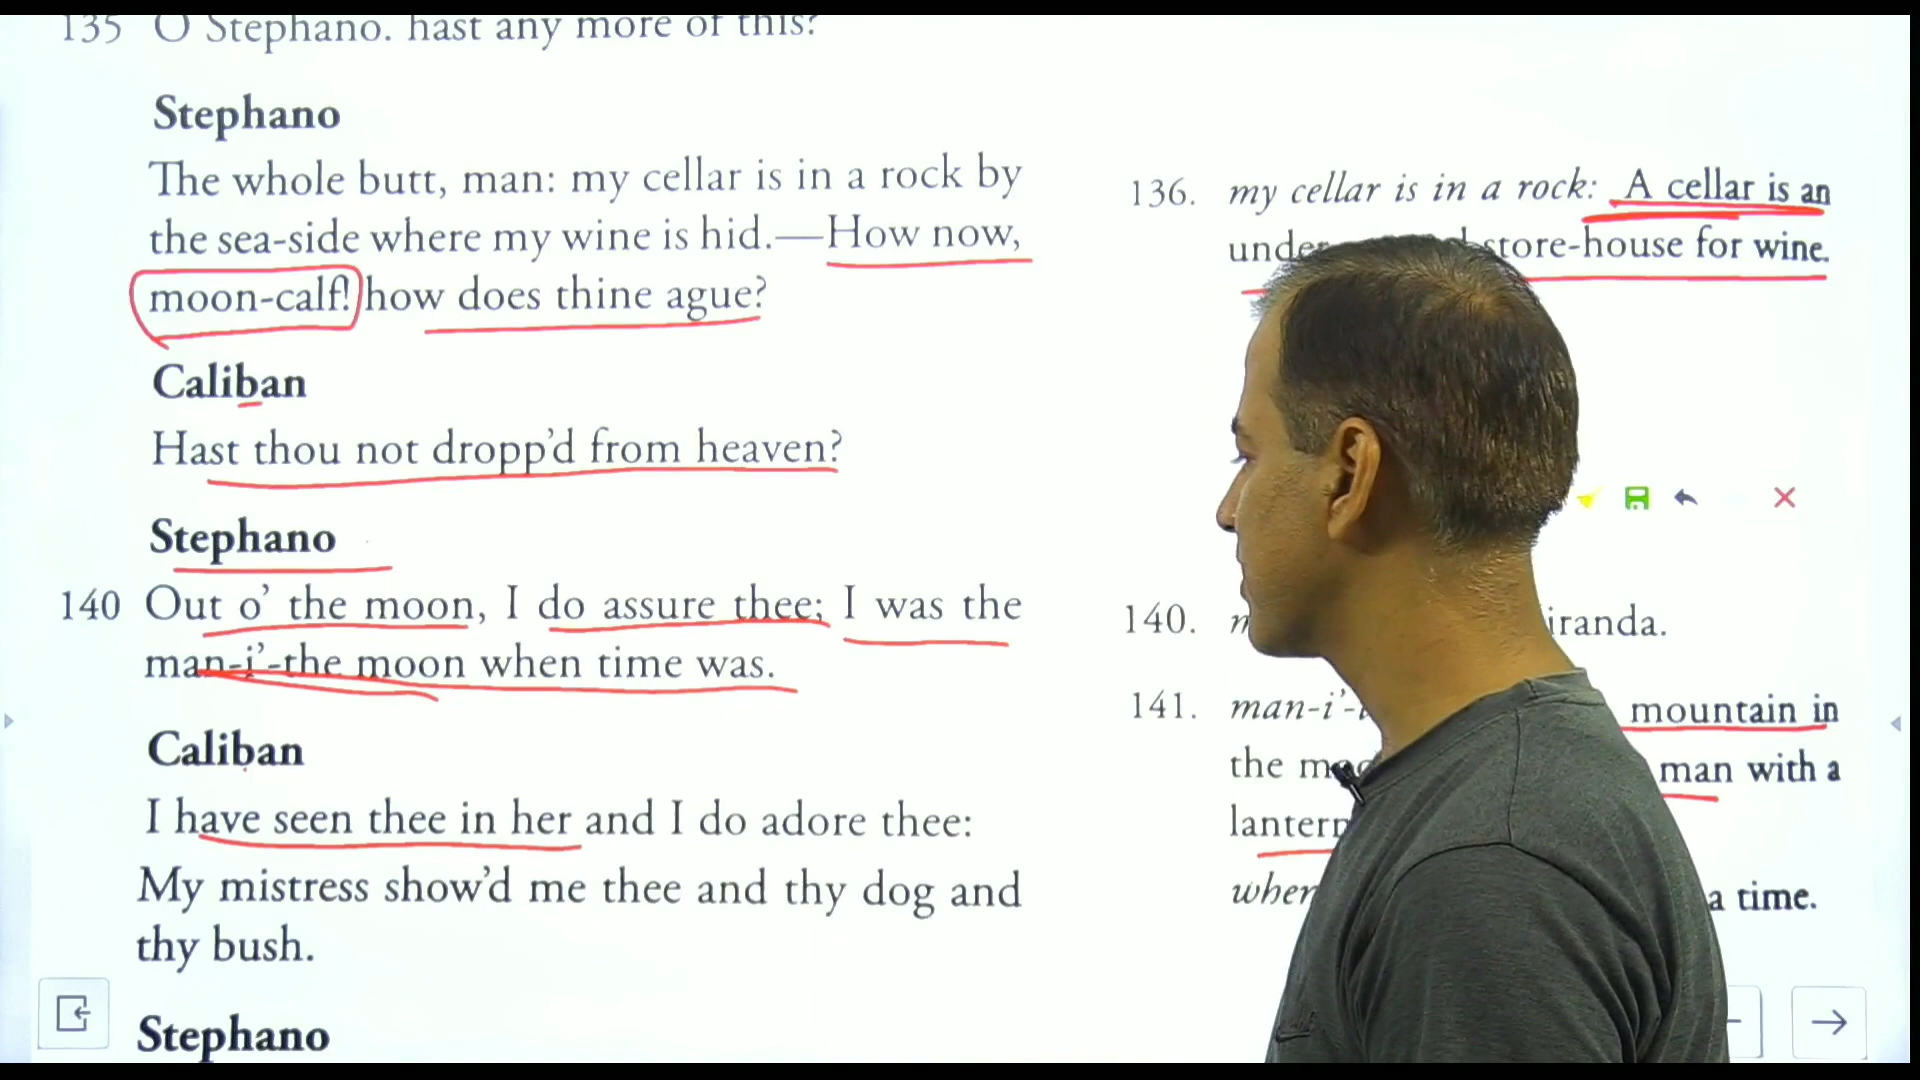 135 O Stephano. hast any more of this?
Stephano
The whole butt, man: my cellar is in a rock by
the sea-side where my wine is hid.—How now,
moon-calf! how does thine ague?
Caliban
Hast thou not dropp'd from heaven?
Stephano
140 Out o' the moon, I do assure thee; I was the
man-i'-the moon when time was.
Caliban
I have seen thee in her and I do adore thee:
My mistress show'd me thee and thy dog and
thy bush.
Stephano
136. my cellar is in a rock: A cellar is an
store-house for wine.
140.
141. man-i'- mountain in
the man with a
a time.